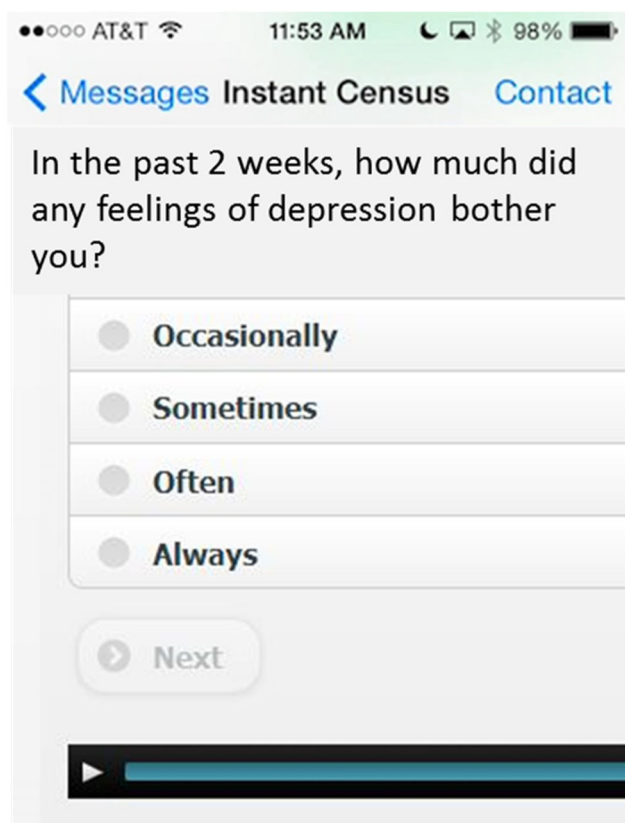 AT&T 11:53 AM 98%
Messages Instant Census Contact
In the past 2 weeks, how much did
any feelings of depression bother
you?
Occasionally
Sometimes
Often
Always
Next